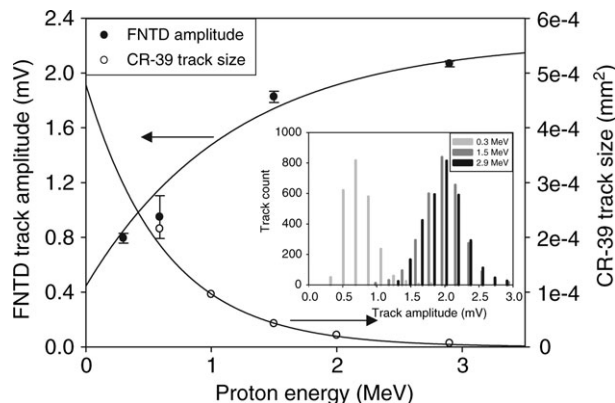 2.4
2.0
1.6
1.2
0.8
0.4
0.0
FNTD track amplitude (mV)
FNTD amplitude
CR-39 track size
6e-4
5e-4
4e-4
3e-4
2e-4
1e-4
0
CR-39 track size (mm²)
1000
800
600
400
200
0
Track count
0.3 MeV
1.5 MeV
2.9 MeV
0.0 0.5 1.0 1.5 2.0 2.5 3.0
Track amplitude (mV)
0 1 2 3
Proton energy (MeV)